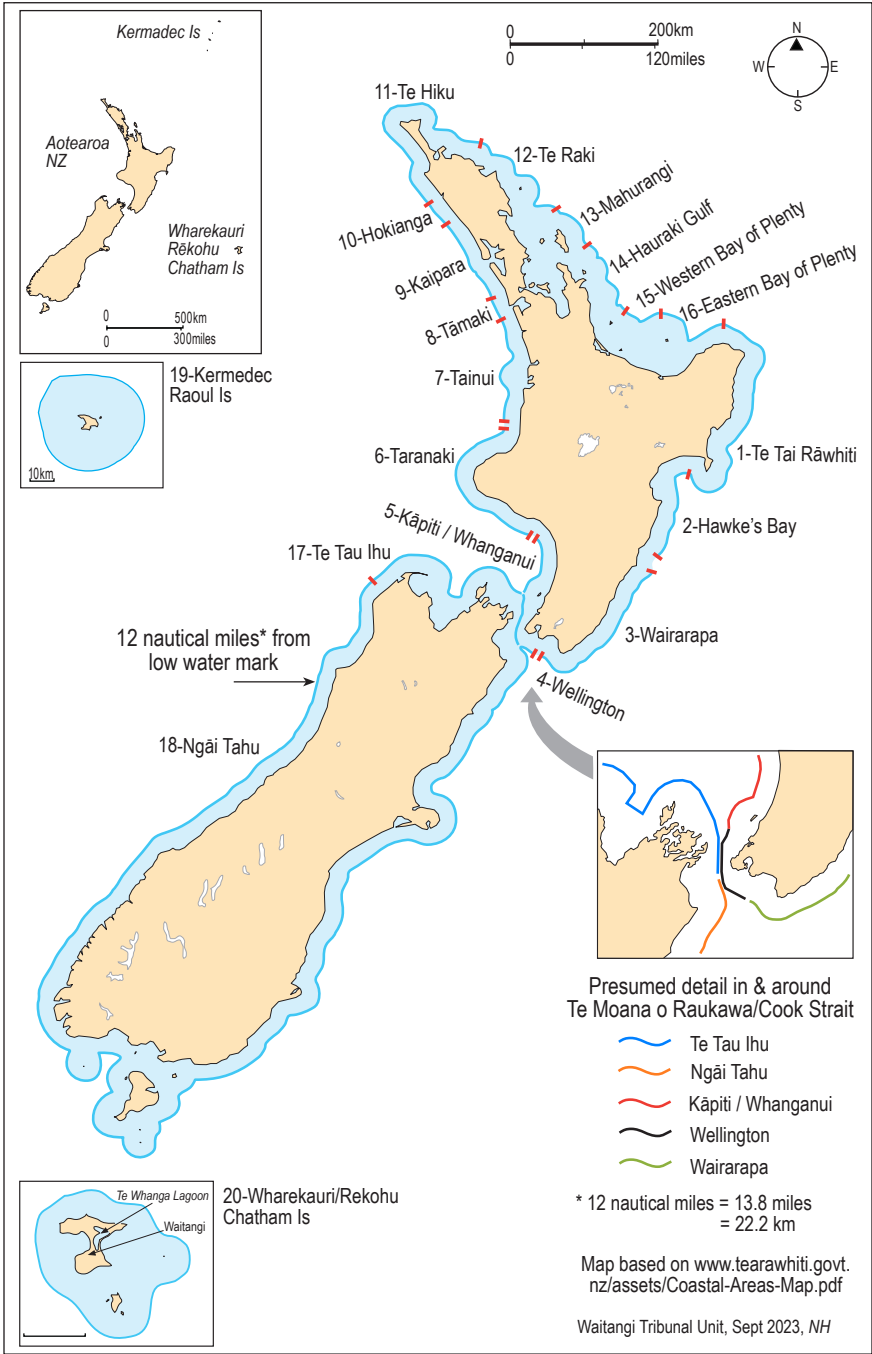 Kermadec Is
Aotearoa
NZ
Wharekauri
Rēkohu
Chatham Is
0 500km
0 300miles
0 200km
0 120miles
N
W E
S
19-Kermedec
Raoul Is
10km
11-Te Hiku
12-Te Raki
13-Mahurangi
14-Hauraki Gulf
15-Western Bay of Plenty
16-Eastern Bay of Plenty
10-Hokianga
9-Kaipara
8-Tāmaki
7-Tainui
6-Taranaki
5-Kāpiti / Whanganui
1-Te Tai Rāwhiti
2-Hawke's Bay
3-Wairarapa
4-Wellington
17-Te Tau Ihu
12 nautical miles* from
low water mark
18-Ngāi Tahu
Presumed detail in & around
Te Moana o Raukawa/Cook Strait
Te Tau Ihu
Ngāi Tahu
Kāpiti / Whanganui
Wellington
Wairarapa
* 12 nautical miles = 13.8 miles
= 22.2 km
Map based on www.tearawhiti.govt.
nz/assets/Coastal-Areas-Map.pdf
Waitangi Tribunal Unit, Sept 2023, NH
Te Whanga Lagoon
Waitangi
20-Wharekauri/Rekohu
Chatham Is